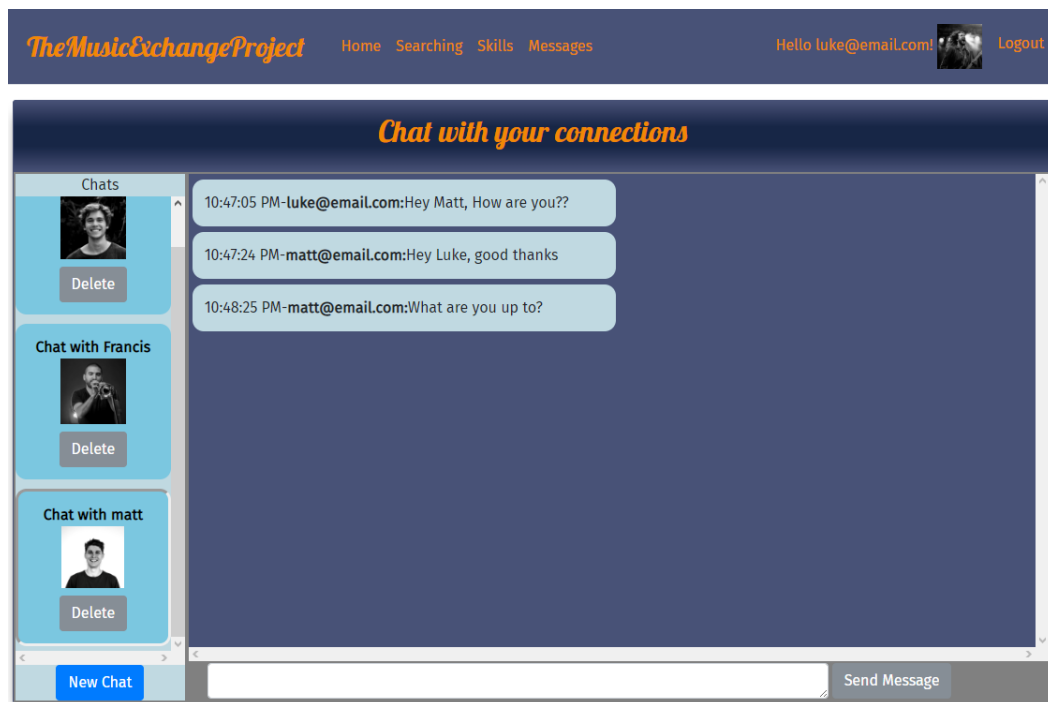 TheMusicExchangeProject
Home Searching Skills Messages
Hello luke@email.com!
Logout
Chat with your connections
Chats
Delete
Chat with Francis
Delete
Chat with matt
Delete
New Chat
10:47:05 PM-luke@email.com:Hey Matt, How are you??
10:47:24 PM-matt@email.com:Hey Luke, good thanks
10:48:25 PM-matt@email.com:What are you up to?
Send Message